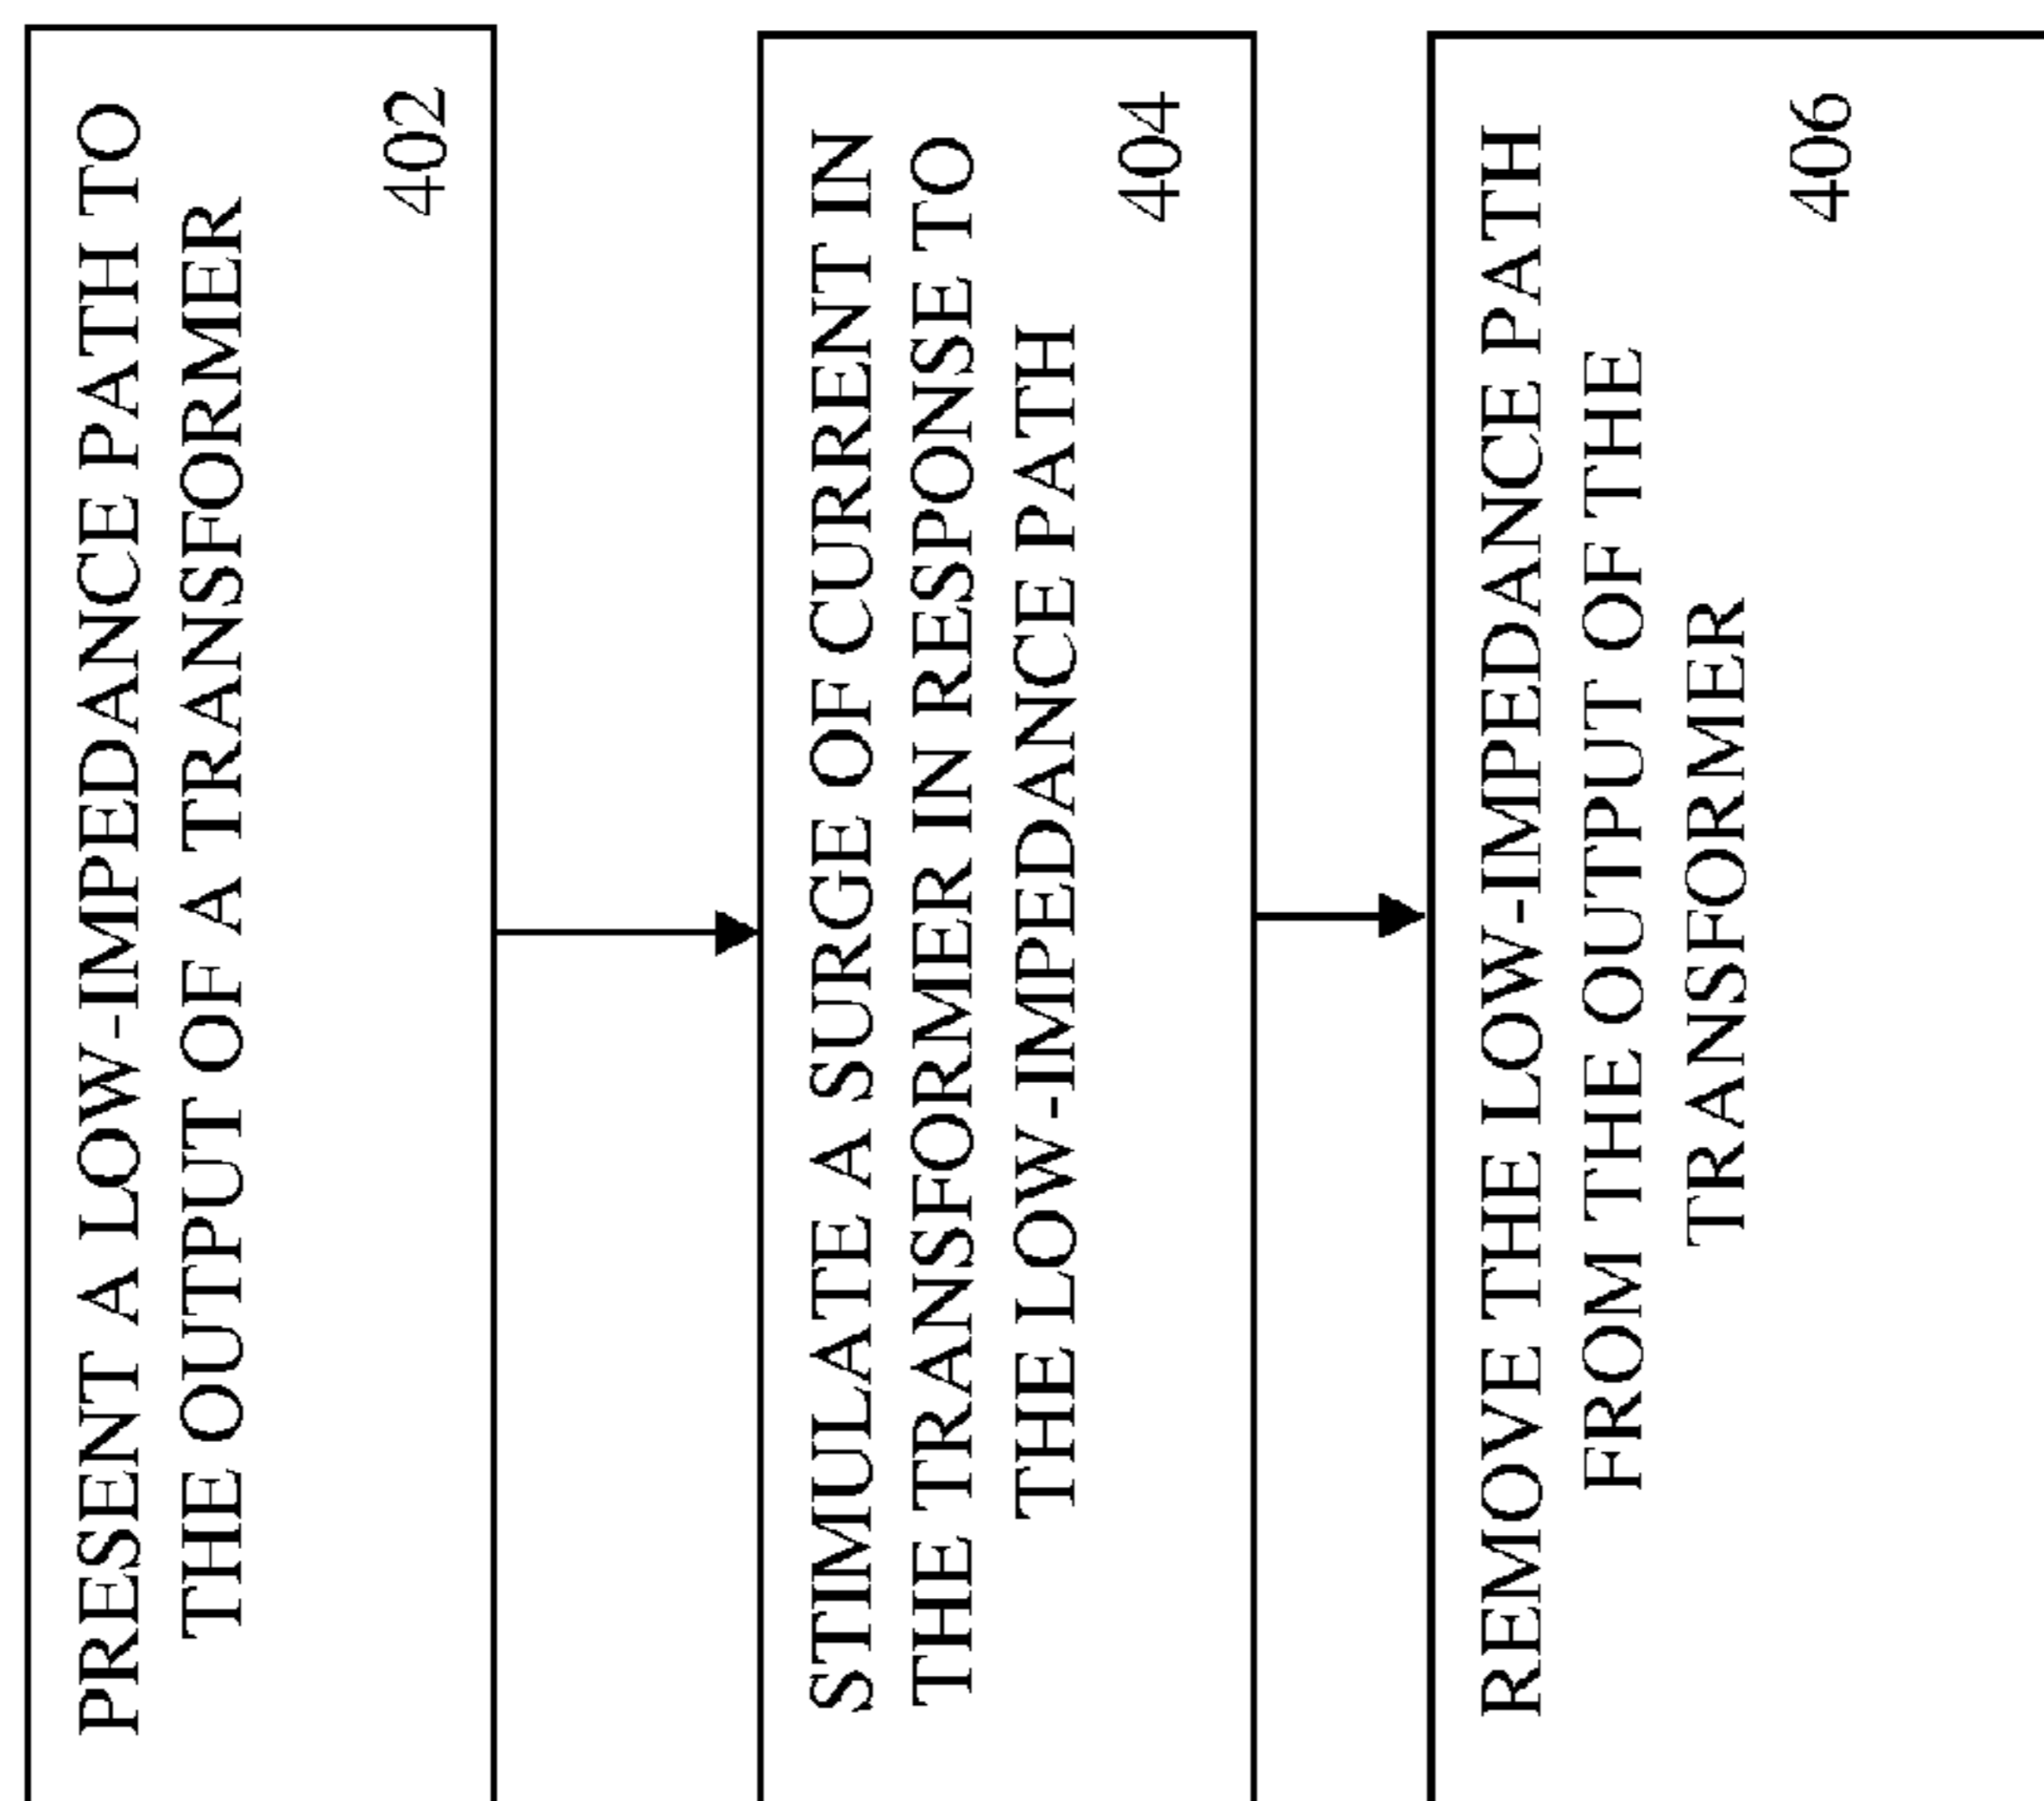 PRESENT A LOW-IMPEDANCE PATH TO
THE OUTPUT OF A TRANSFORMER
402
STIMULATE A SURGE OF CURRENT IN
THE TRANSFORMER IN RESPONSE TO
THE LOW-IMPEDANCE PATH
404
REMOVE THE LOW-IMPEDANCE PATH
FROM THE OUTPUT OF THE
TRANSFORMER
406